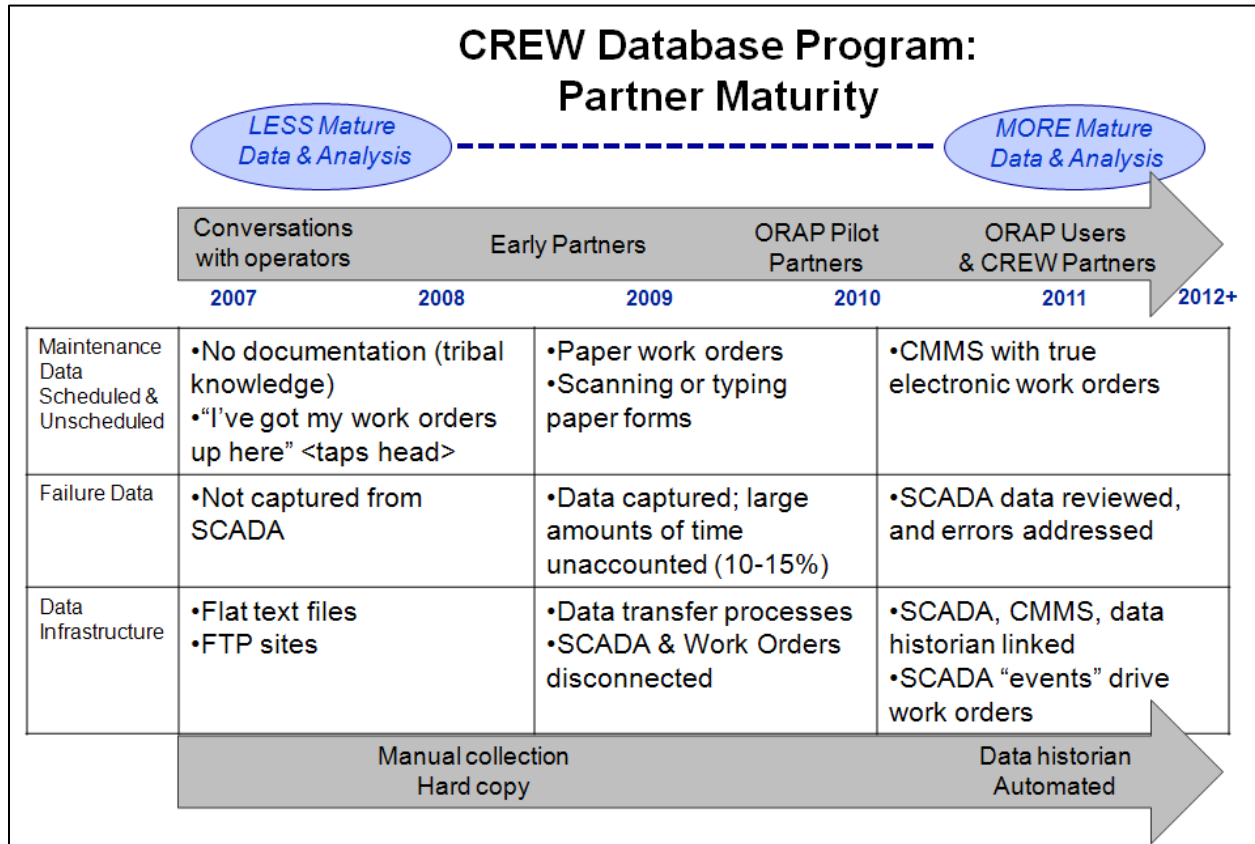 CREW Database Program:
Partner Maturity
LESS Mature
Data & Analysis
MORE Mature
Data & Analysis
Conversations
with operators
Early Partners
ORAP Pilot
Partners
ORAP Users
& CREW Partners
2007 2008 2009 2010 2011 2012+
Maintenance
Data
Scheduled &
Unscheduled
•No documentation (tribal
knowledge)
•“I’ve got my work orders
up here” <taps head>
•Paper work orders
•Scanning or typing
paper forms
•CMMS with true
electronic work orders
Failure Data
•Not captured from
SCADA
•Data captured; large
amounts of time
unaccounted (10-15%)
•SCADA data reviewed,
and errors addressed
Data
Infrastructure
•Flat text files
•FTP sites
•Data transfer processes
•SCADA & Work Orders
disconnected
•SCADA, CMMS, data
historian linked
•SCADA “events” drive
work orders
Manual collection
Hard copy
Data historian
Automated